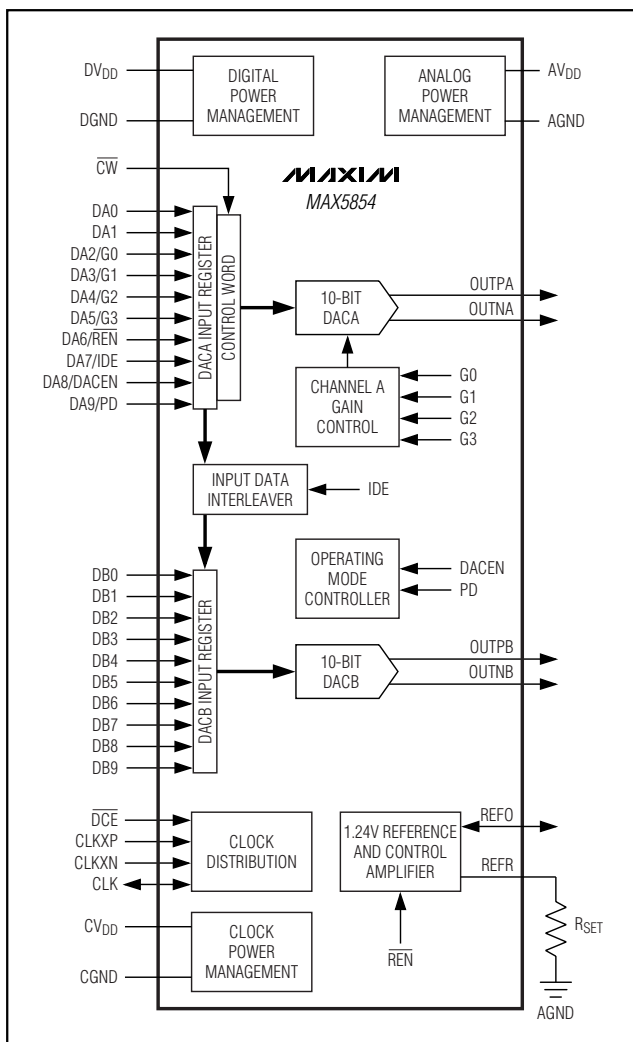 DVDD
DIGITAL
POWER
MANAGEMENT
DGND
ANALOG
POWER
MANAGEMENT
AVDD
AGND
C̅W̅
MAXIM
MAX5854
DA0
DA1
DA2/G0
DA3/G1
DA4/G2
DA5/G3
DA6/R̅E̅N̅
DA7/IDE
DA8/DACEN
DA9/PD
DACA INPUT REGISTER
CONTROL WORD
10-BIT
DACA
OUTPA
OUTNA
CHANNEL A
GAIN
CONTROL
G0
G1
G2
G3
INPUT DATA
INTERLEAVER
IDE
OPERATING
MODE
CONTROLLER
DACEN
PD
DB0
DB1
DB2
DB3
DB4
DB5
DB6
DB7
DB8
DB9
DACB INPUT REGISTER
10-BIT
DACB
OUTPB
OUTNB
D̅C̅E̅
CLKXP
CLKXN
CLK
CLOCK
DISTRIBUTION
1.24V REFERENCE
AND CONTROL
AMPLIFIER
REFO
REFR
RSET
AGND
R̅E̅N̅
CVDD
CGND
CLOCK
POWER
MANAGEMENT